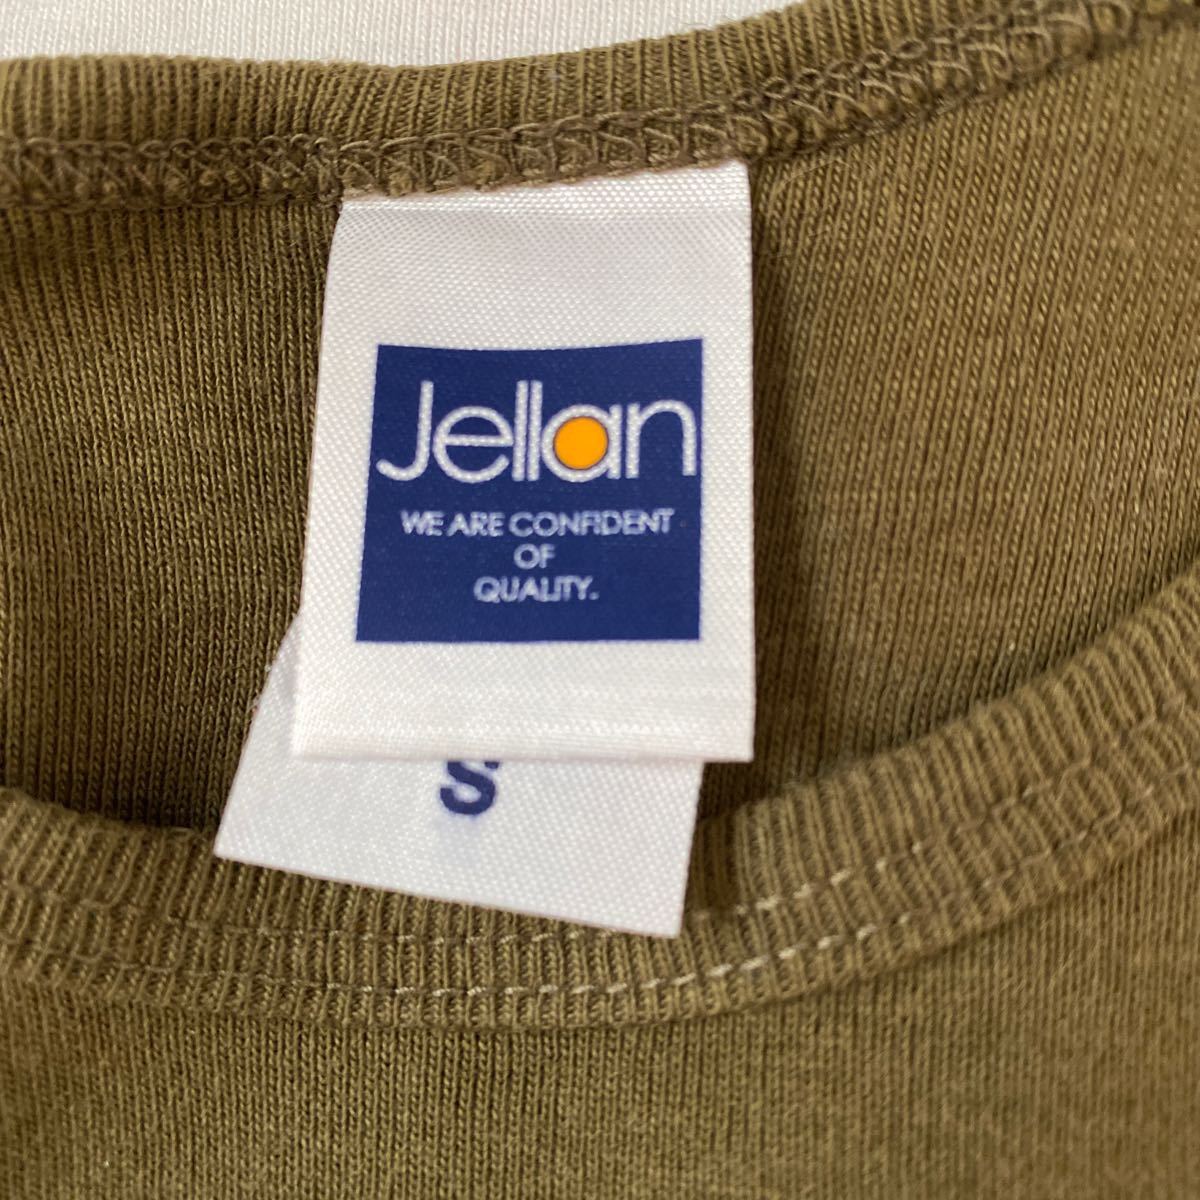 Jellan
WE ARE CONFIDENT
OF
QUALITY.
S